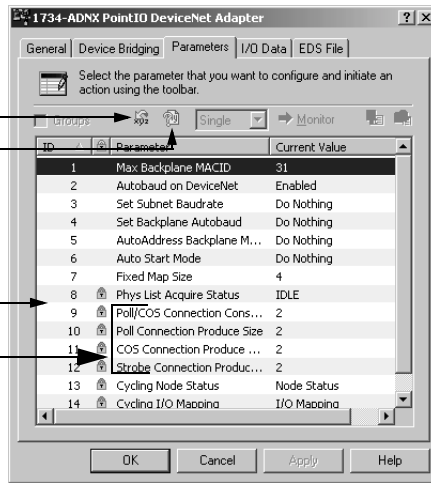 1734-ADNX PointIO DeviceNet Adapter
General Device Bridging Parameters I/O Data EDS File
Select the parameter that you want to configure and initiate an
action using the toolbar.
Groups xyz Single Monitor
ID Parameter Current Value
1 Max Backplane MACID 31
2 Autobaud on DeviceNet Enabled
3 Set Subnet Baudrate Do Nothing
4 Set Backplane Autobaud Do Nothing
5 AutoAddress Backplane M... Do Nothing
6 Auto Start Mode Do Nothing
7 Fixed Map Size 4
8 Phys List Acquire Status IDLE
9 Poll/COS Connection Cons... 2
10 Poll Connection Produce Size 2
11 COS Connection Produce ... 2
12 Strobe Connection Produc... 2
13 Cycling Node Status Node Status
14 Cycling I/O Mapping I/O Mapping
OK Cancel Apply Help